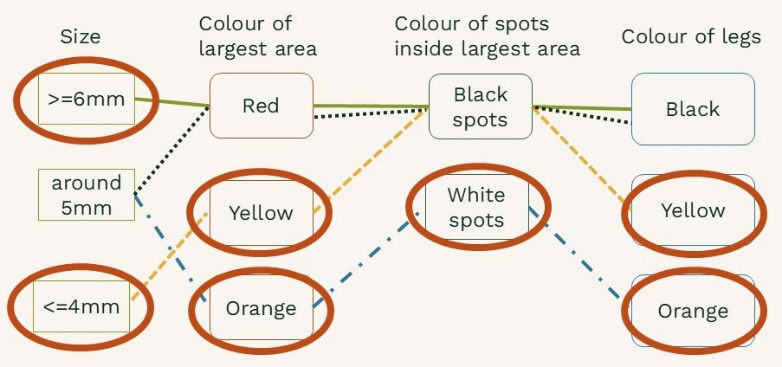 Size
Colour of
largest area
Colour of spots
inside largest area
Colour of legs
>=6mm
Red
Black
spots
Black
around
5mm
Yellow
White
spots
Yellow
<=4mm
Orange
Orange